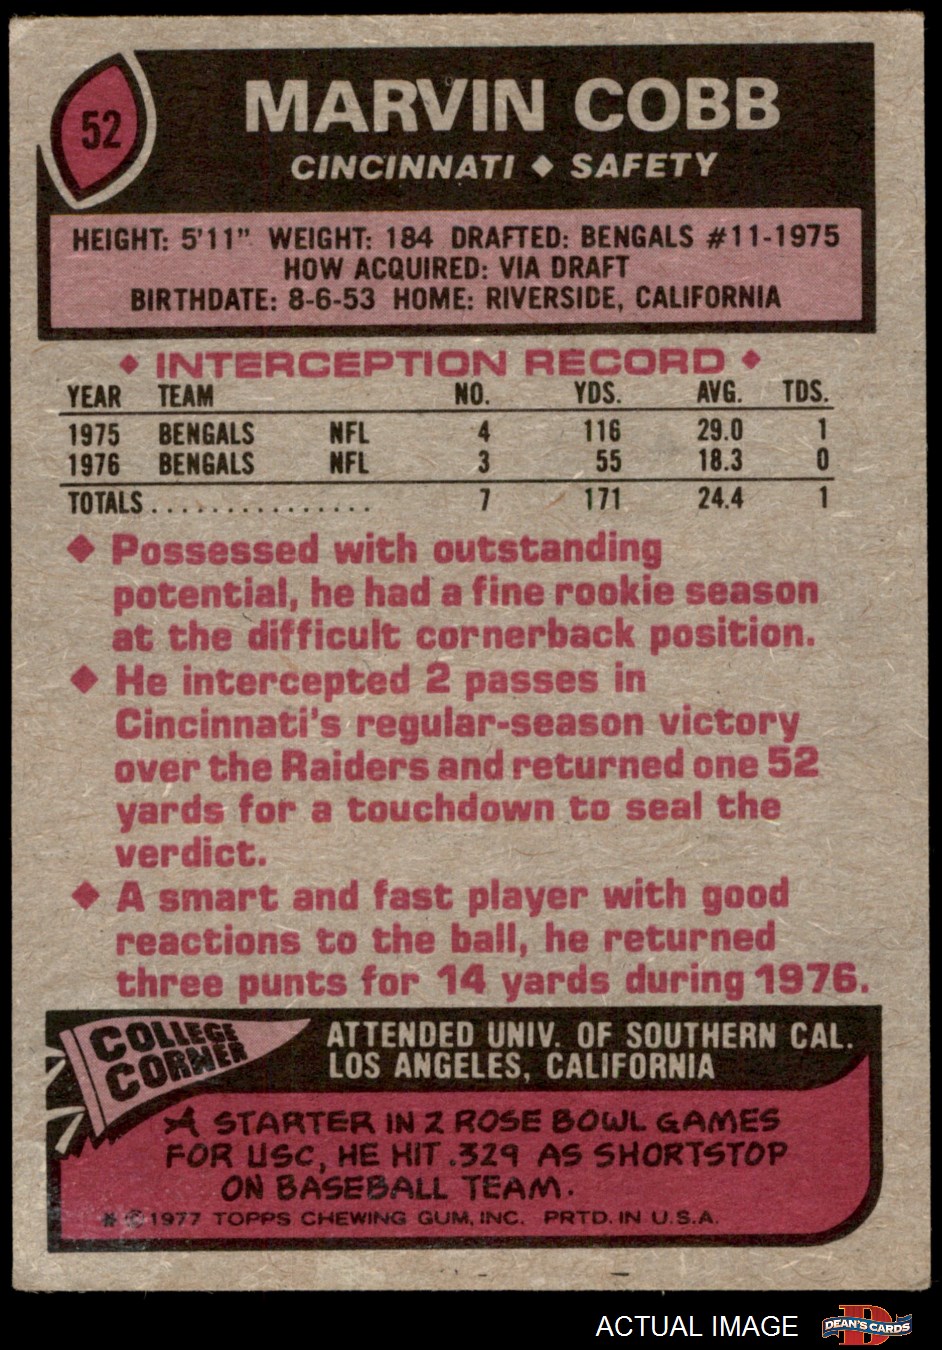 52
MARVIN COBB
CINCINNATI ♦ SAFETY
HEIGHT: 5'11" WEIGHT: 184 DRAFTED: BENGALS #11-1975
HOW ACQUIRED: VIA DRAFT
BIRTHDATE: 8-6-53 HOME: RIVERSIDE, CALIFORNIA
♦ INTERCEPTION RECORD ♦
YEAR TEAM NO. YDS. AVG. TDS.
1975 BENGALS NFL 4 116 29.0 1
1976 BENGALS NFL 3 55 18.3 0
TOTALS . . . . . . . . . . . . . . . 7 171 24.4 1
♦ Possessed with outstanding
potential, he had a fine rookie season
at the difficult cornerback position.
♦ He intercepted 2 passes in
Cincinnati's regular-season victory
over the Raiders and returned one 52
yards for a touchdown to seal the
verdict.
♦ A smart and fast player with good
reactions to the ball, he returned
three punts for 14 yards during 1976.
COLLEGE
CORNER
ATTENDED UNIV. OF SOUTHERN CAL.
LOS ANGELES, CALIFORNIA
A STARTER IN 2 ROSE BOWL GAMES
FOR USC, HE HIT .329 AS SHORTSTOP
ON BASEBALL TEAM.
* © 1977 TOPPS CHEWING GUM, INC. PRTD. IN U.S.A.
ACTUAL IMAGE
DEAN'S CARDS